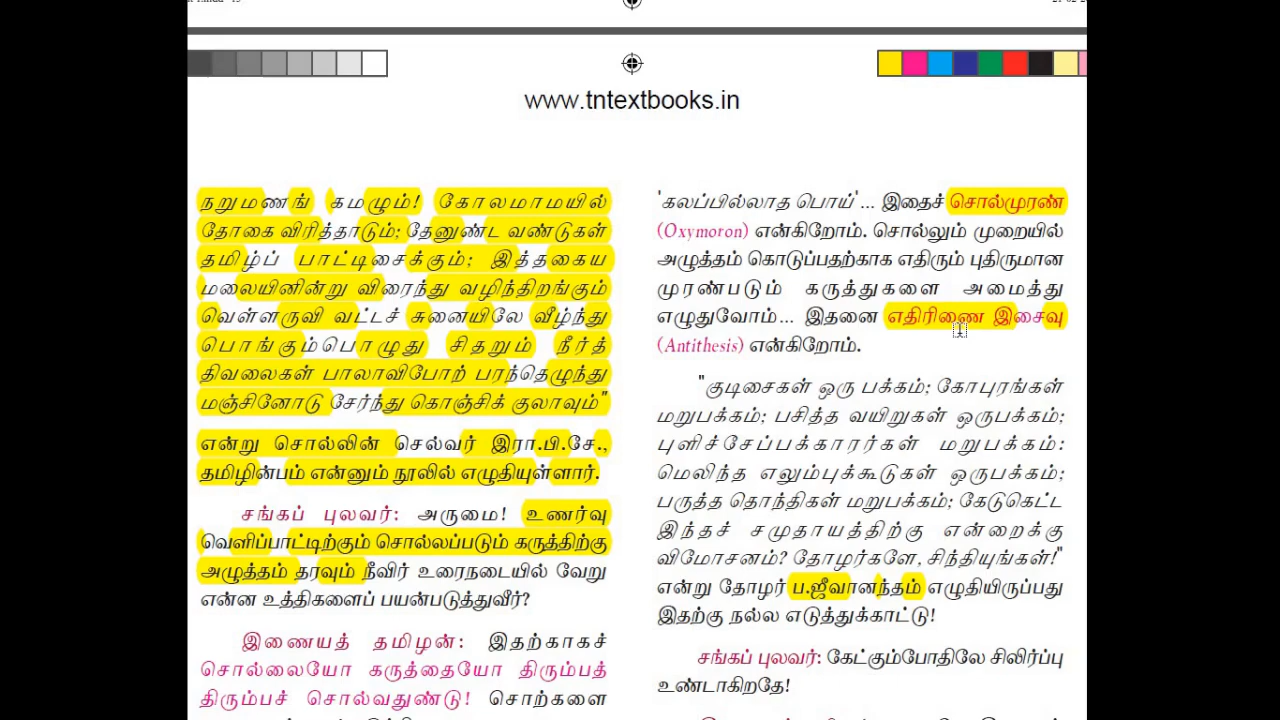 www.tntextbooks.in
நறுமணங் கமழும்! கோலமாமயில்
தோகை விரித்தாடும்; தேனுண்ட வண்டுகள்
தமிழ்ப் பாட்டிசைக்கும்; இத்தகைய
மலையினின்று விரைந்து வழிந்திறங்கும்
வெள்ளருவி வட்டச் சுனையிலே வீழ்ந்து
பொங்கும்பொழுது சிதறும் நீர்த்
திவலைகள் பாலாவிபோற் பரந்தெழுந்து
மஞ்சினோடு சேர்ந்து கொஞ்சிக் குலாவும்"
என்று சொல்லின் செல்வர் இரா.பி.சே.,
தமிழின்பம் என்னும் நூலில் எழுதியுள்ளார்.
சங்கப் புலவர்: அருமை! உணர்வு
வெளிப்பாட்டிற்கும் சொல்லப்படும் கருத்திற்கு
அழுத்தம் தரவும் நீவிர் உரைநடையில் வேறு
என்ன உத்திகளைப் பயன்படுத்துவீர்?
இணையத் தமிழன்: இதற்காகச்
சொல்லையோ கருத்தையோ திரும்பத்
திரும்பச் சொல்வதுண்டு! சொற்களை
'கலப்பில்லாத பொய்'... இதைச் சொல்முரண்
(Oxymoron) என்கிறோம். சொல்லும் முறையில்
அழுத்தம் கொடுப்பதற்காக எதிரும் புதிருமான
முரண்படும் கருத்துகளை அமைத்து
எழுதுவோம்... இதனை எதிரிணை இசைவு
(Antithesis) என்கிறோம்.
"குடிசைகள் ஒரு பக்கம்; கோபுரங்கள்
மறுபக்கம்; பசித்த வயிறுகள் ஒருபக்கம்;
புளிச்சேப்பக்காரர்கள் மறுபக்கம்:
மெலிந்த எலும்புக்கூடுகள் ஒருபக்கம்;
பருத்த தொந்திகள் மறுபக்கம்; கேடுகெட்ட
இந்தச் சமுதாயத்திற்கு என்றைக்கு
விமோசனம்? தோழர்களே, சிந்தியுங்கள்!"
என்று தோழர் ப.ஜீவானந்தம் எழுதியிருப்பது
இதற்கு நல்ல எடுத்துக்காட்டு!
சங்கப் புலவர்: கேட்கும்போதிலே சிலிர்ப்பு
உண்டாகிறதே!